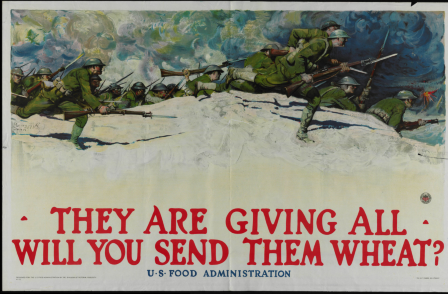 THEY ARE GIVING ALL
WILL YOU SEND THEM WHEAT?
U·S·FOOD ADMINISTRATION